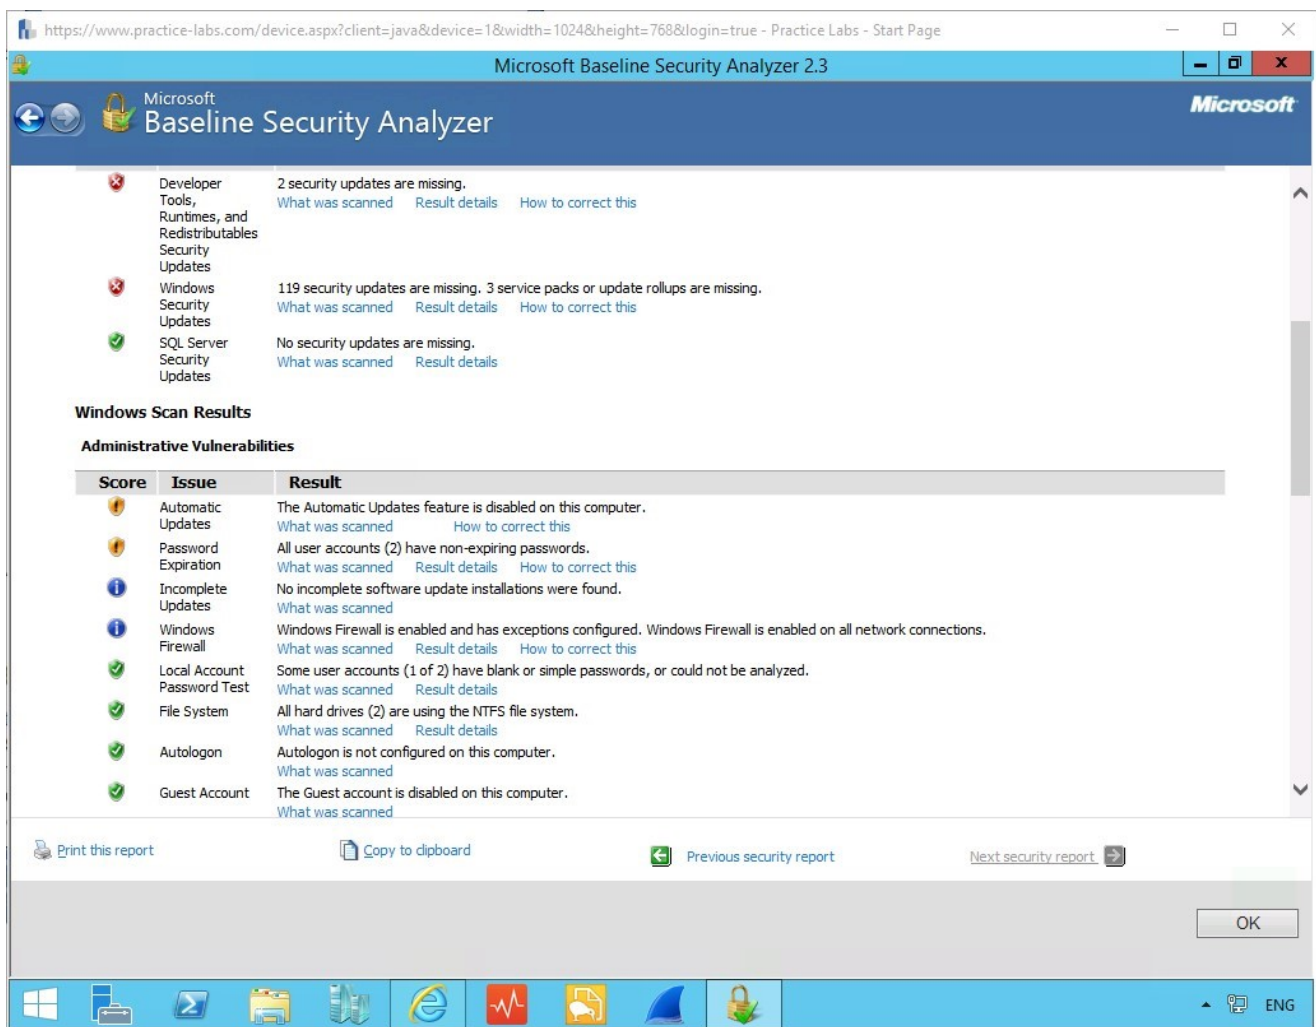 https://www.practice-labs.com/device.aspx?client=java&device=1&width=1024&height=768&login=true - Practice Labs - Start Page
Microsoft Baseline Security Analyzer 2.3
Microsoft
Baseline Security Analyzer
Microsoft
Developer Tools, Runtimes, and Redistributables Security Updates
2 security updates are missing.
What was scanned Result details How to correct this
Windows Security Updates
119 security updates are missing. 3 service packs or update rollups are missing.
What was scanned Result details How to correct this
SQL Server Security Updates
No security updates are missing.
What was scanned Result details
Windows Scan Results
Administrative Vulnerabilities
Score Issue Result
Automatic Updates
The Automatic Updates feature is disabled on this computer.
What was scanned How to correct this
Password Expiration
All user accounts (2) have non-expiring passwords.
What was scanned Result details How to correct this
Incomplete Updates
No incomplete software update installations were found.
What was scanned
Windows Firewall
Windows Firewall is enabled and has exceptions configured. Windows Firewall is enabled on all network connections.
What was scanned Result details How to correct this
Local Account Password Test
Some user accounts (1 of 2) have blank or simple passwords, or could not be analyzed.
What was scanned Result details
File System
All hard drives (2) are using the NTFS file system.
What was scanned Result details
Autologon
Autologon is not configured on this computer.
What was scanned
Guest Account
The Guest account is disabled on this computer.
What was scanned
Print this report
Copy to clipboard
Previous security report
Next security report
OK
ENG